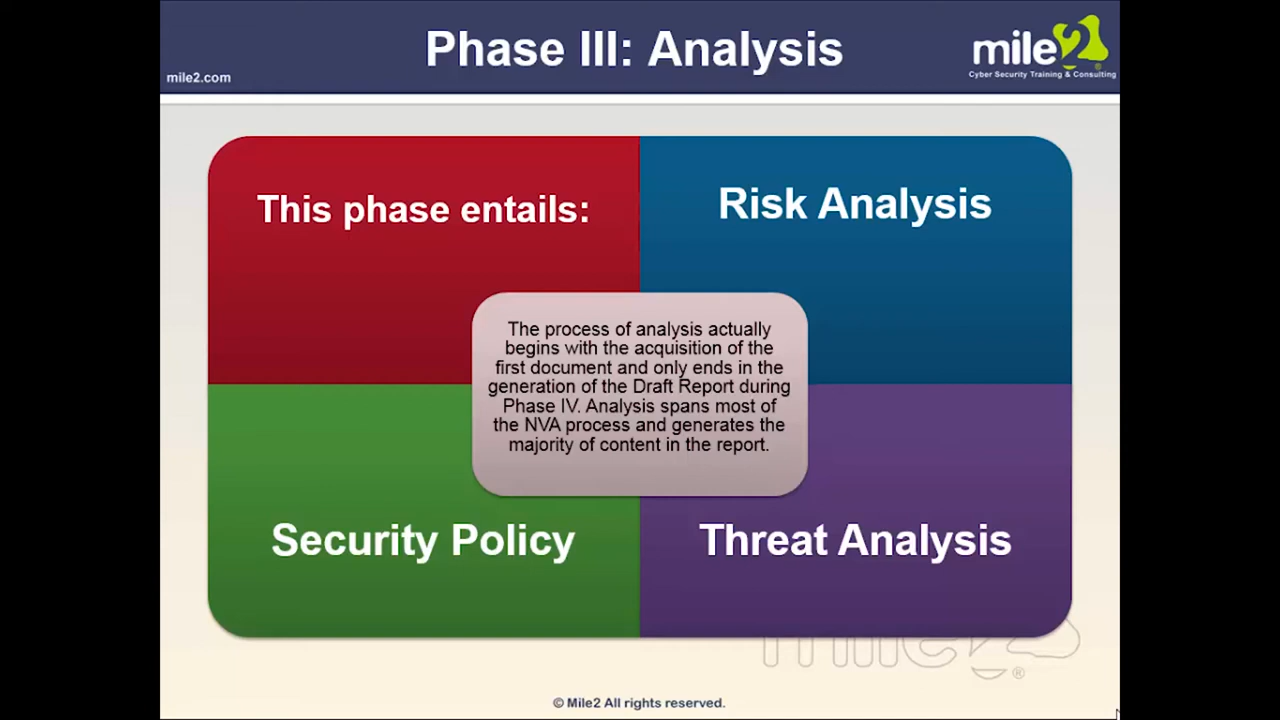 Phase III: Analysis
mile2.com
mile2
Cyber Security Training & Consulting
This phase entails:
Risk Analysis
The process of analysis actually
begins with the acquisition of the
first document and only ends in the
generation of the Draft Report during
Phase IV. Analysis spans most of
the NVA process and generates the
majority of content in the report.
Security Policy
Threat Analysis
mile2®
© Mile2 All rights reserved.